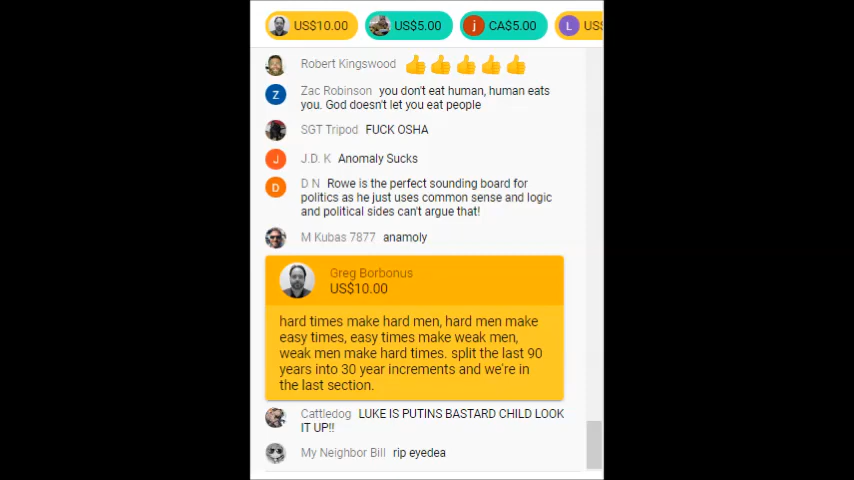 US$10.00 US$5.00 j CA$5.00 L US$
Robert Kingswood
Z Zac Robinson you don't eat human, human eats
you. God doesn't let you eat people
SGT Tripod FUCK OSHA
J J.D. K Anomaly Sucks
D D N Rowe is the perfect sounding board for
politics as he just uses common sense and logic
and political sides can't argue that!
M Kubas 7877 anamoly
Greg Borbonus
US$10.00
hard times make hard men, hard men make
easy times, easy times make weak men,
weak men make hard times. split the last 90
years into 30 year increments and we're in
the last section.
Cattledog LUKE IS PUTINS BASTARD CHILD LOOK
IT UP!!
My Neighbor Bill rip eyedea